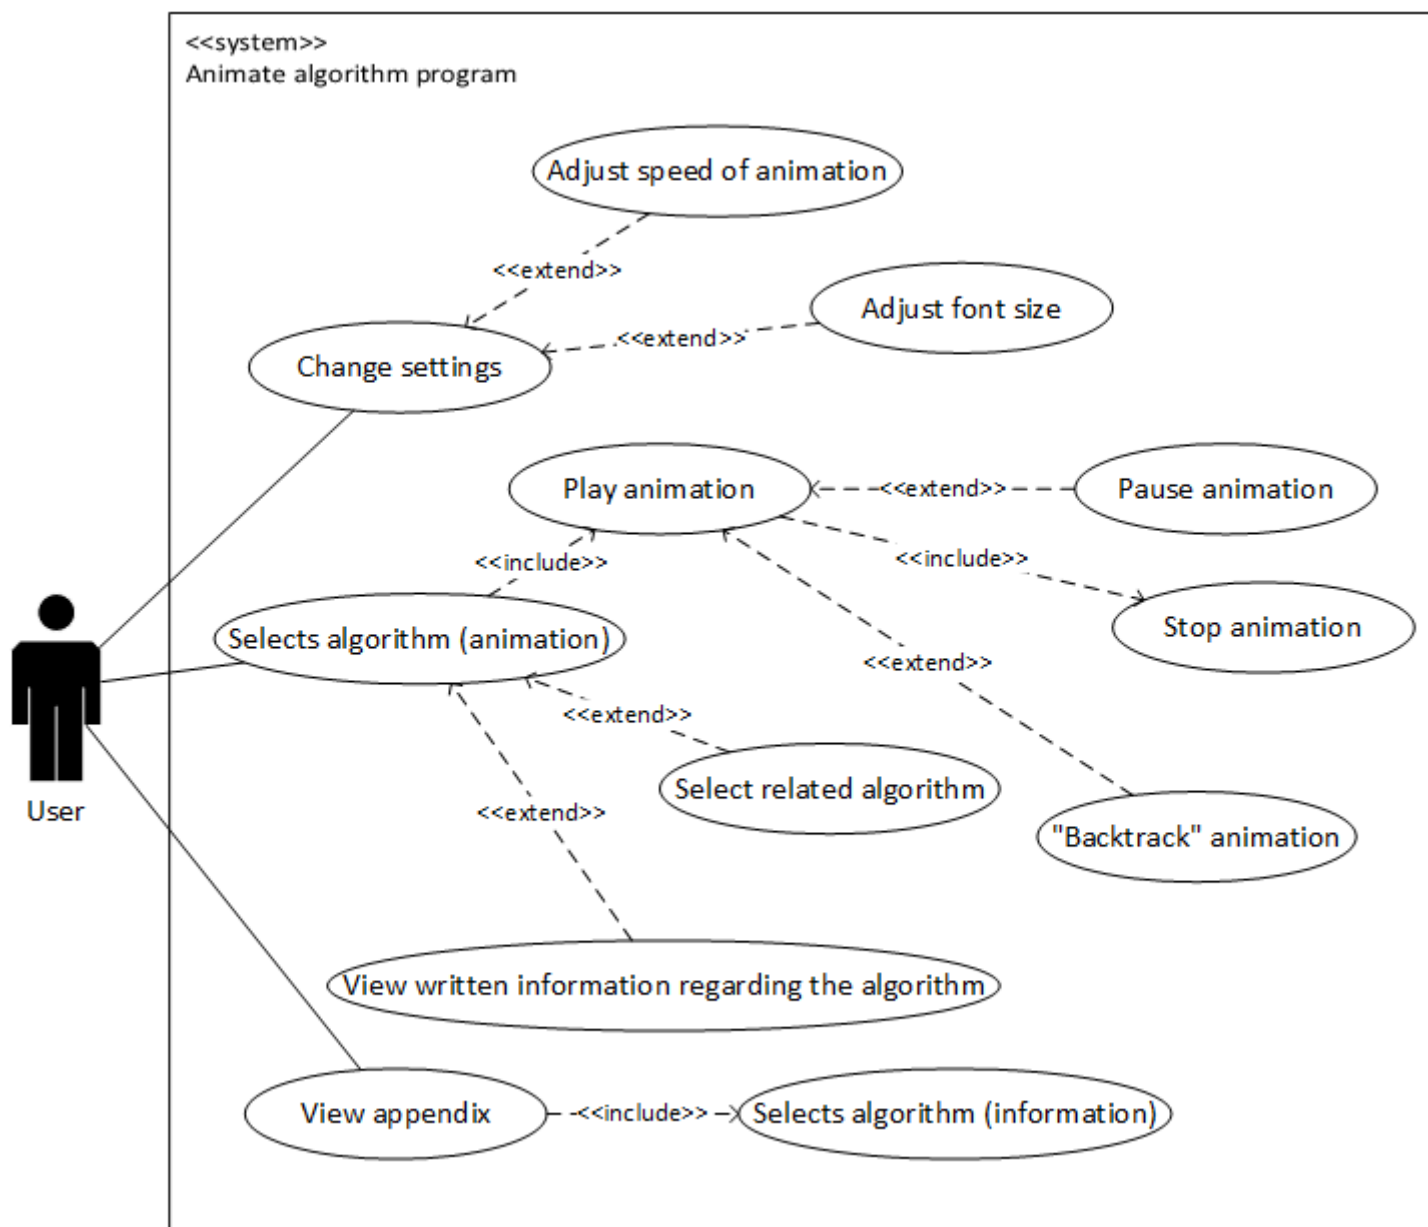 <<system>>
Animate algorithm program
Adjust speed of animation
<<extend>>
Adjust font size
<<extend>>
Change settings
Play animation
<<extend>>
Pause animation
<<include>>
<<include>>
Stop animation
Selects algorithm (animation)
<<extend>>
<<extend>>
Select related algorithm
<<extend>>
"Backtrack" animation
User
View written information regarding the algorithm
View appendix
<<include>>
Selects algorithm (information)